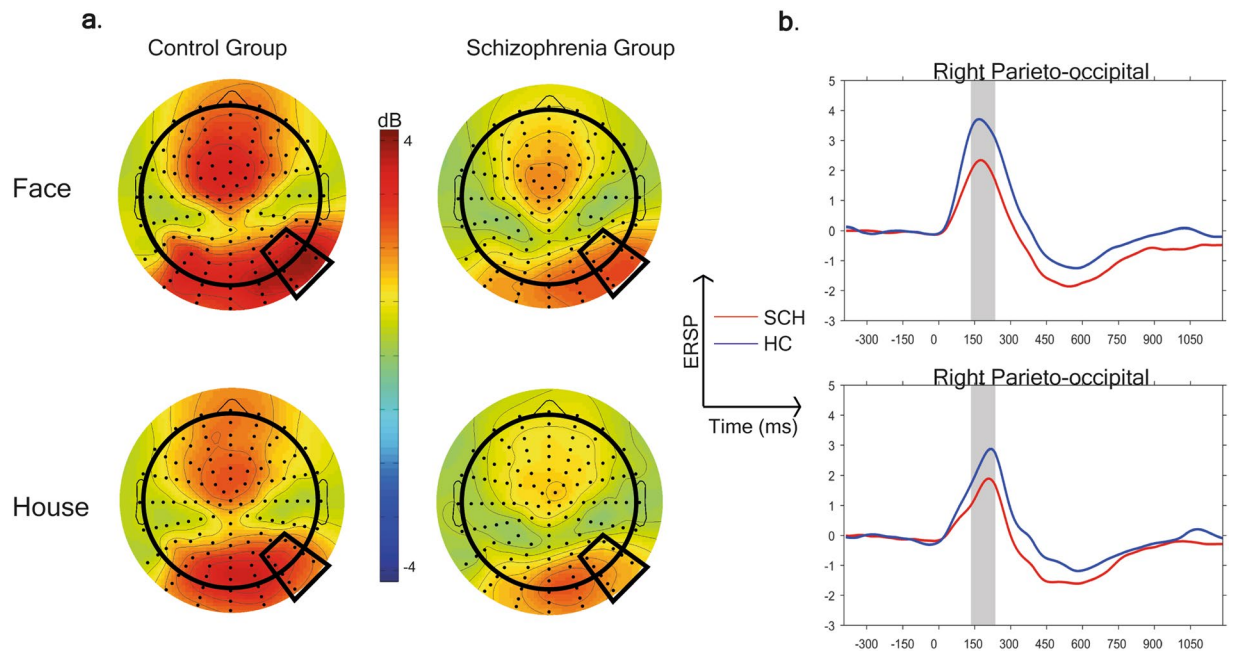 a.
Control Group
Schizophrenia Group
Face
House
dB
4
-4
b.
Right Parieto-occipital
5
4
3
2
1
0
-1
-2
-3
-300 -150 0 150 300 450 600 750 900 1050
ERSP
SCH
HC
Time (ms)
Right Parieto-occipital
5
4
3
2
1
0
-1
-2
-3
-300 -150 0 150 300 450 600 750 900 1050